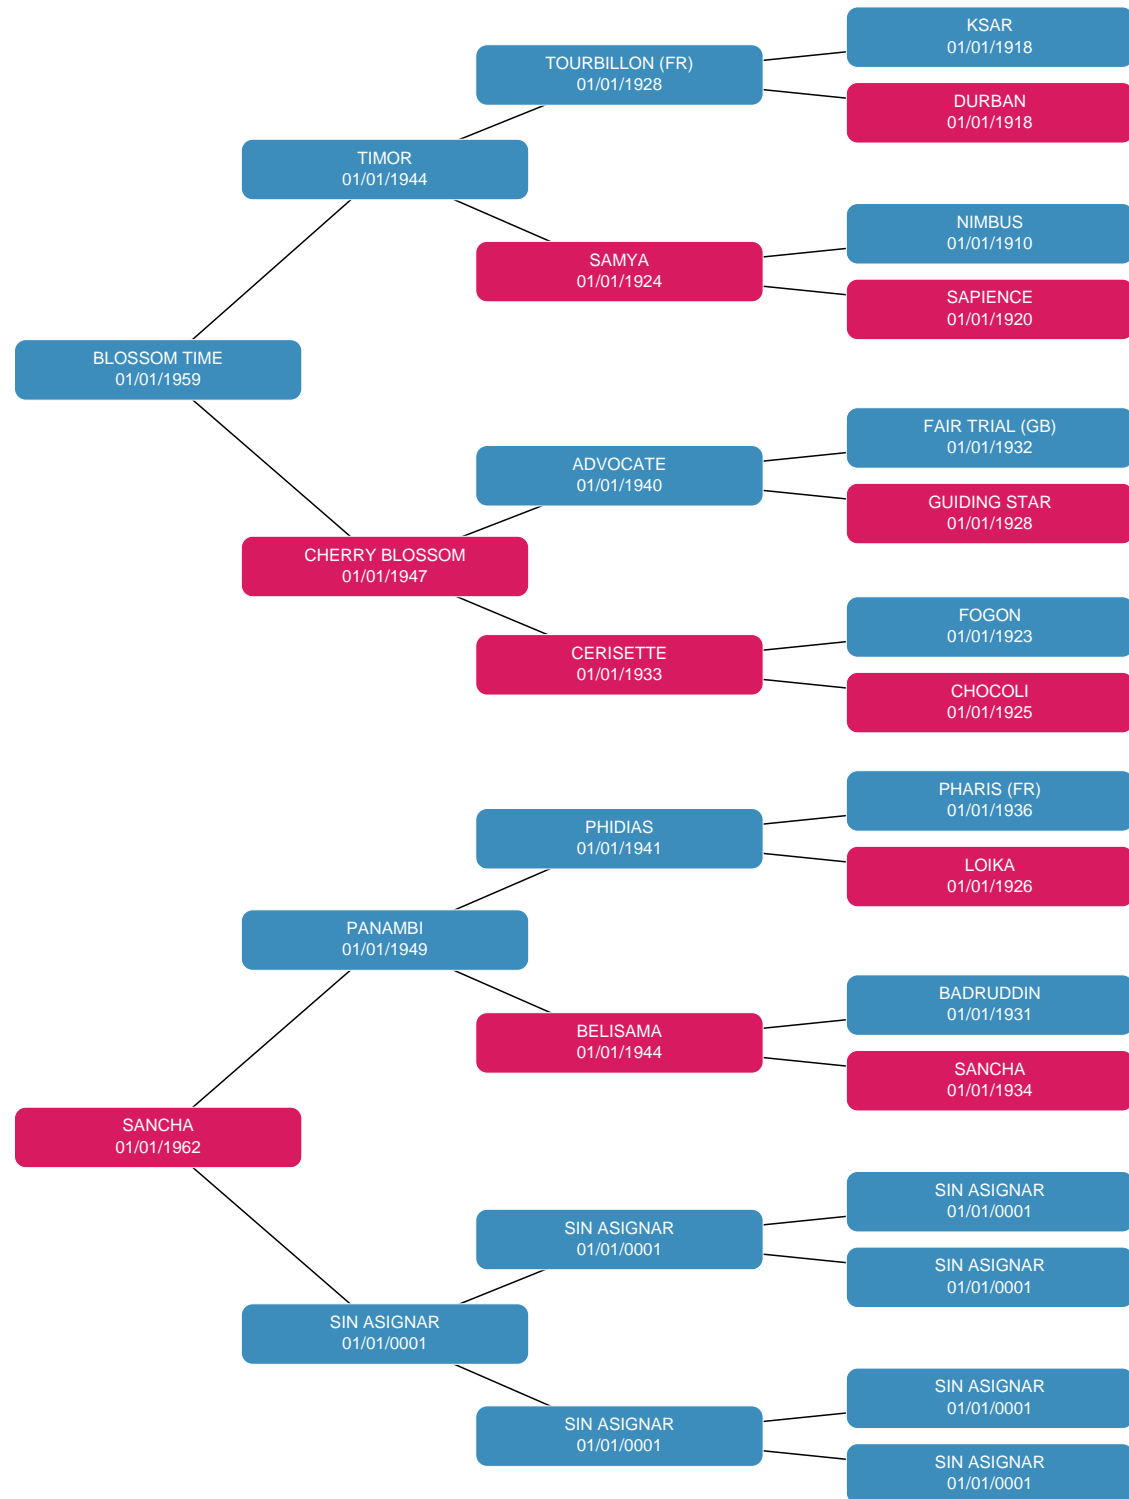 KSAR
01/01/1918
TOURBILLON (FR)
01/01/1928
DURBAN
01/01/1918
TIMOR
01/01/1944
NIMBUS
01/01/1910
SAMYA
01/01/1924
SAPIENCE
01/01/1920
BLOSSOM TIME
01/01/1959
FAIR TRIAL (GB)
01/01/1932
ADVOCATE
01/01/1940
GUIDING STAR
01/01/1928
CHERRY BLOSSOM
01/01/1947
FOGON
01/01/1923
CERISETTE
01/01/1933
CHOCOLI
01/01/1925
PHARIS (FR)
01/01/1936
PHIDIAS
01/01/1941
LOIKA
01/01/1926
PANAMBI
01/01/1949
BADRUDDIN
01/01/1931
BELISAMA
01/01/1944
SANCHA
01/01/1934
SANCHA
01/01/1962
SIN ASIGNAR
01/01/0001
SIN ASIGNAR
01/01/0001
SIN ASIGNAR
01/01/0001
SIN ASIGNAR
01/01/0001
SIN ASIGNAR
01/01/0001
SIN ASIGNAR
01/01/0001
SIN ASIGNAR
01/01/0001